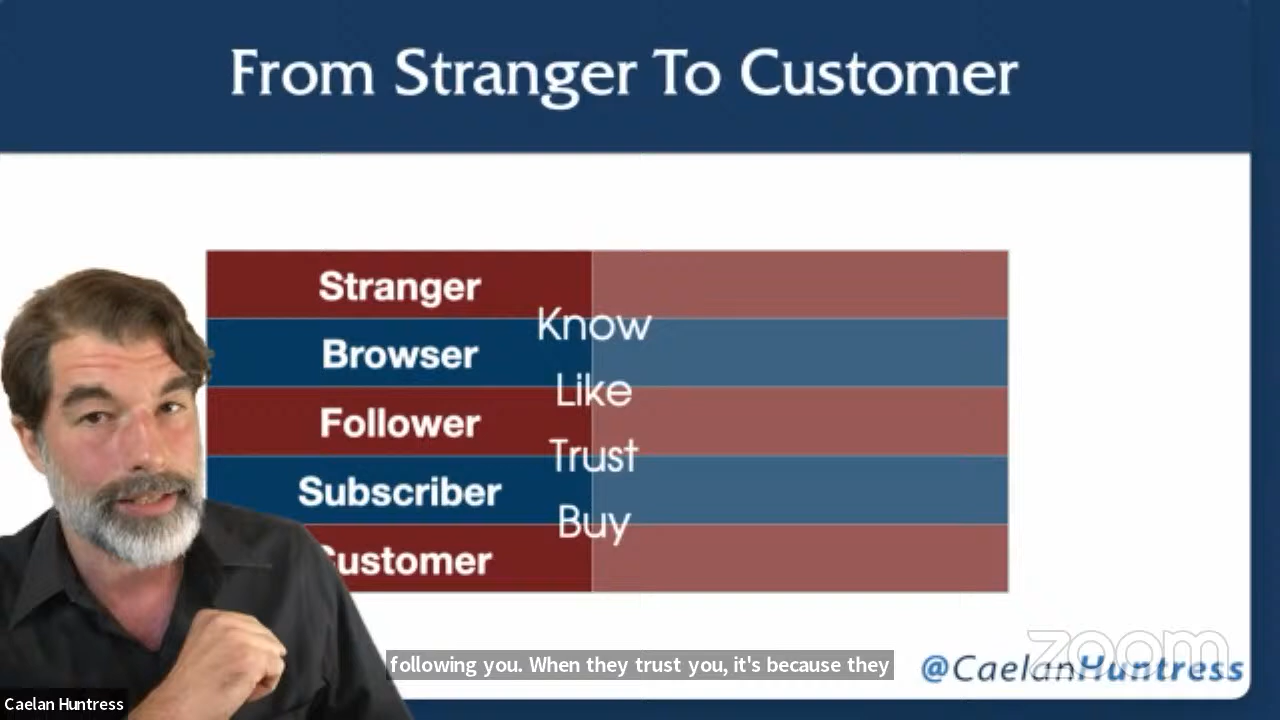 From Stranger To Customer
Stranger
Know
Browser
Like
Follower
Trust
Subscriber
Buy
Customer
following you. When they trust you, it's because they
zoom
@CaelanHuntress
Caelan Huntress